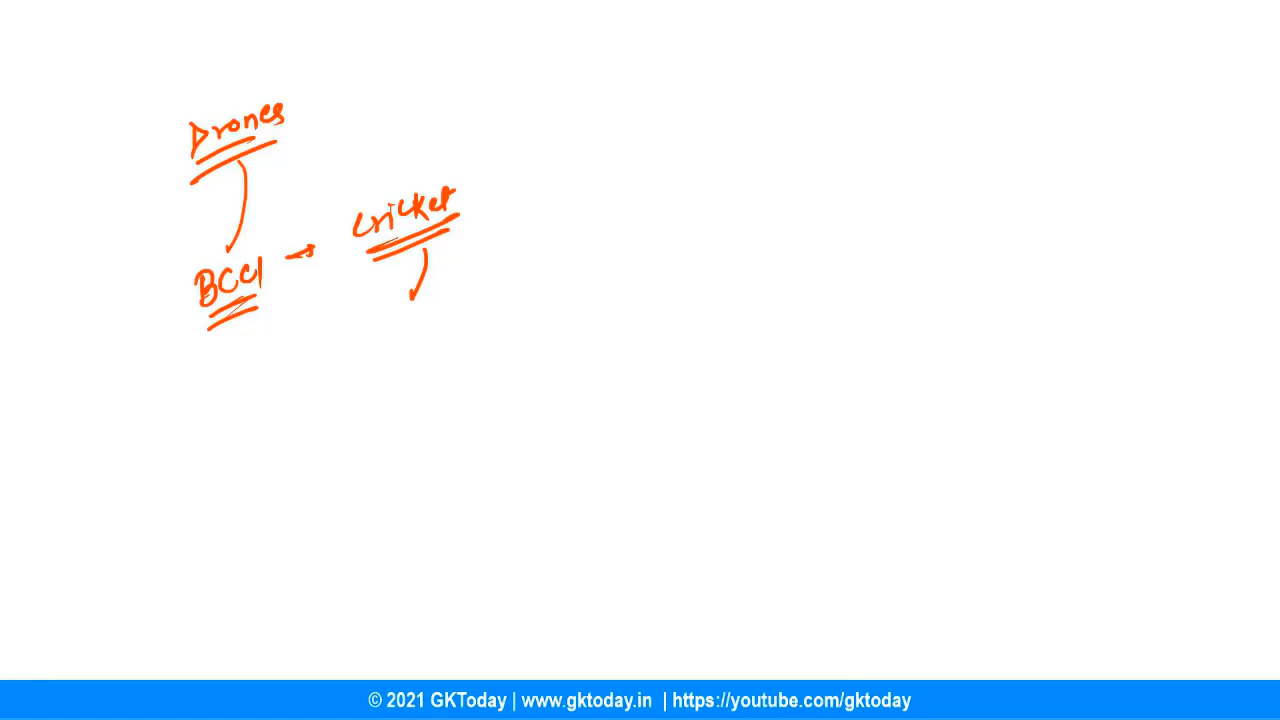 Drones
BCCI → Cricket
© 2021 GKToday | www.gktoday.in | https://youtube.com/gktoday